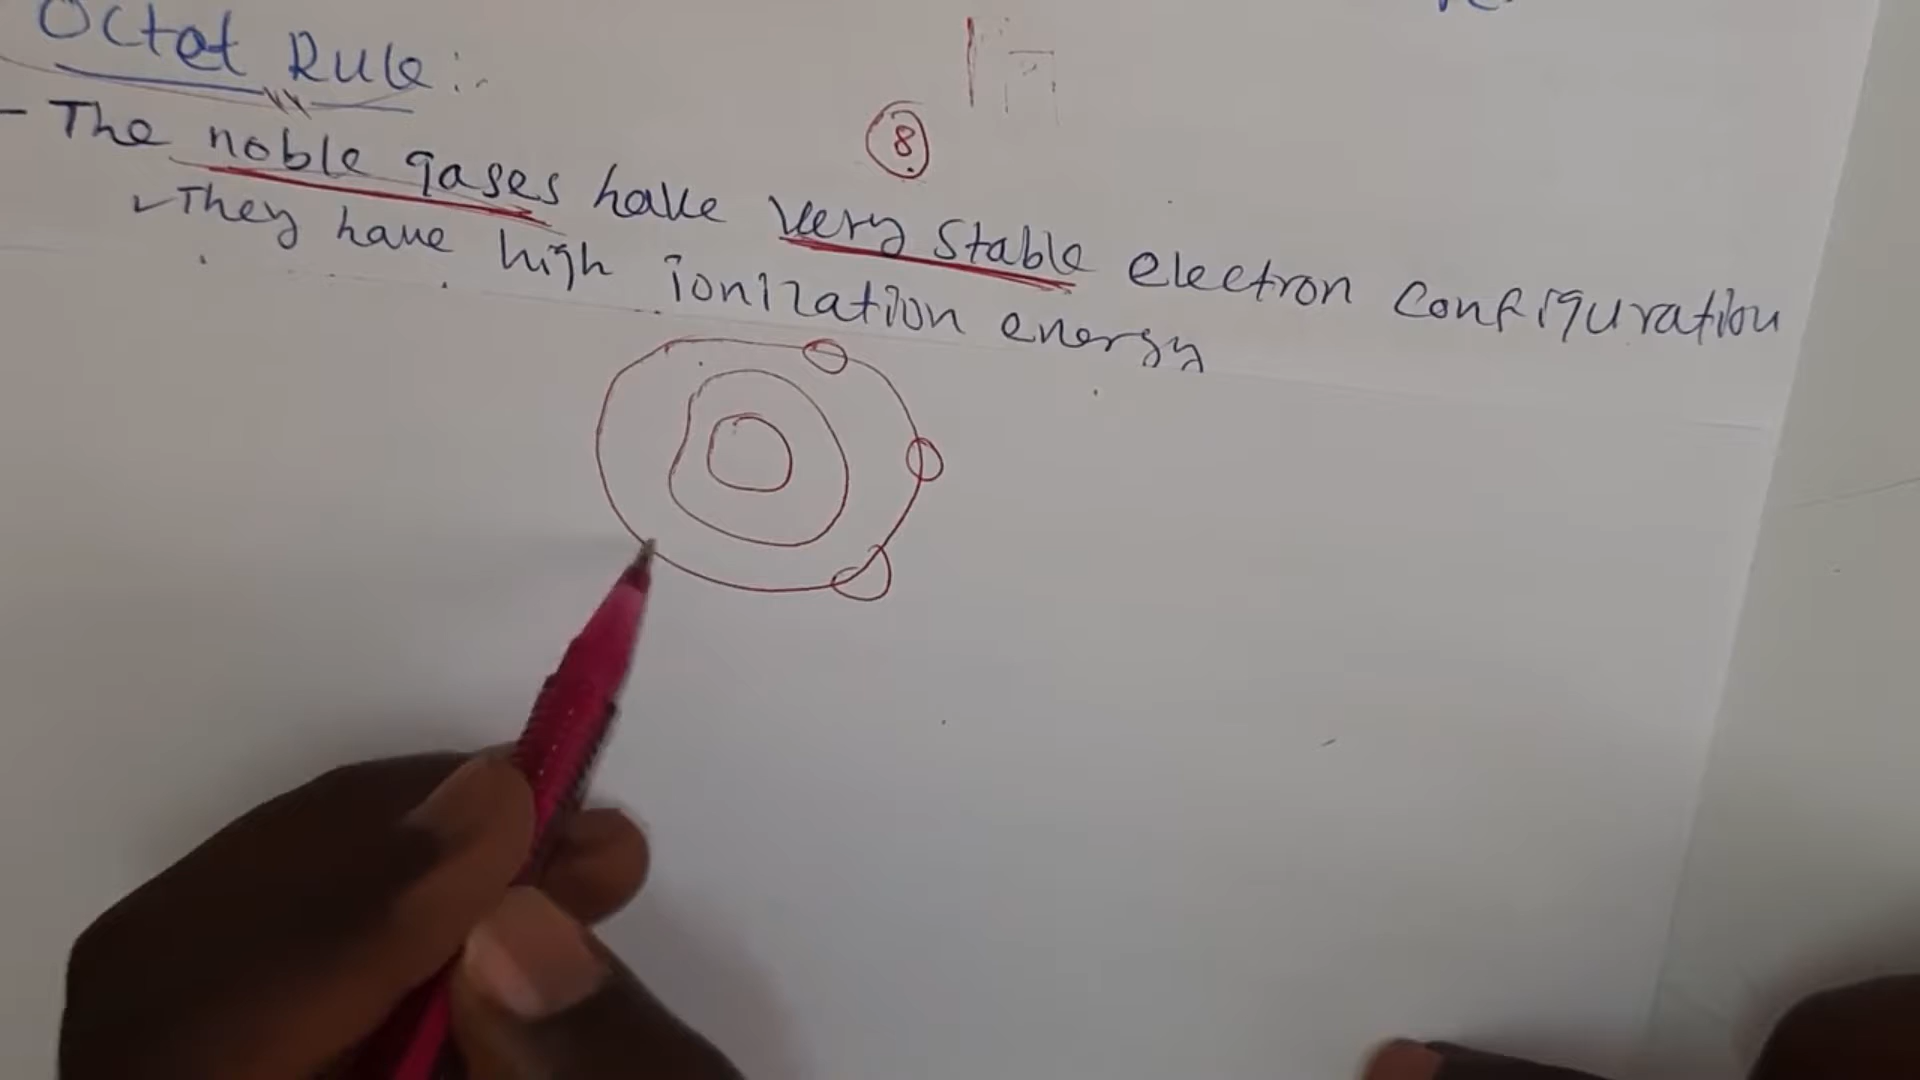 Octet Rule:-
8
- The noble gases have very stable electron configuration
✓They have high ionization energy